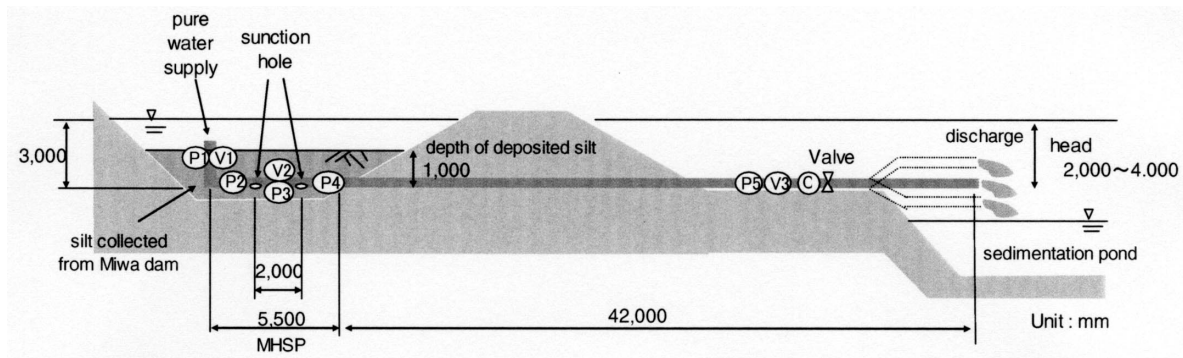 pure
water
supply
sunction
hole
3,000
P1 V1
V2
P2
P3
P4
depth of deposited silt
1,000
P5 V3 C
Valve
discharge
head
2,000～4.000
silt collected
from Miwa dam
2,000
5,500
MHSP
42,000
sedimentation pond
Unit : mm